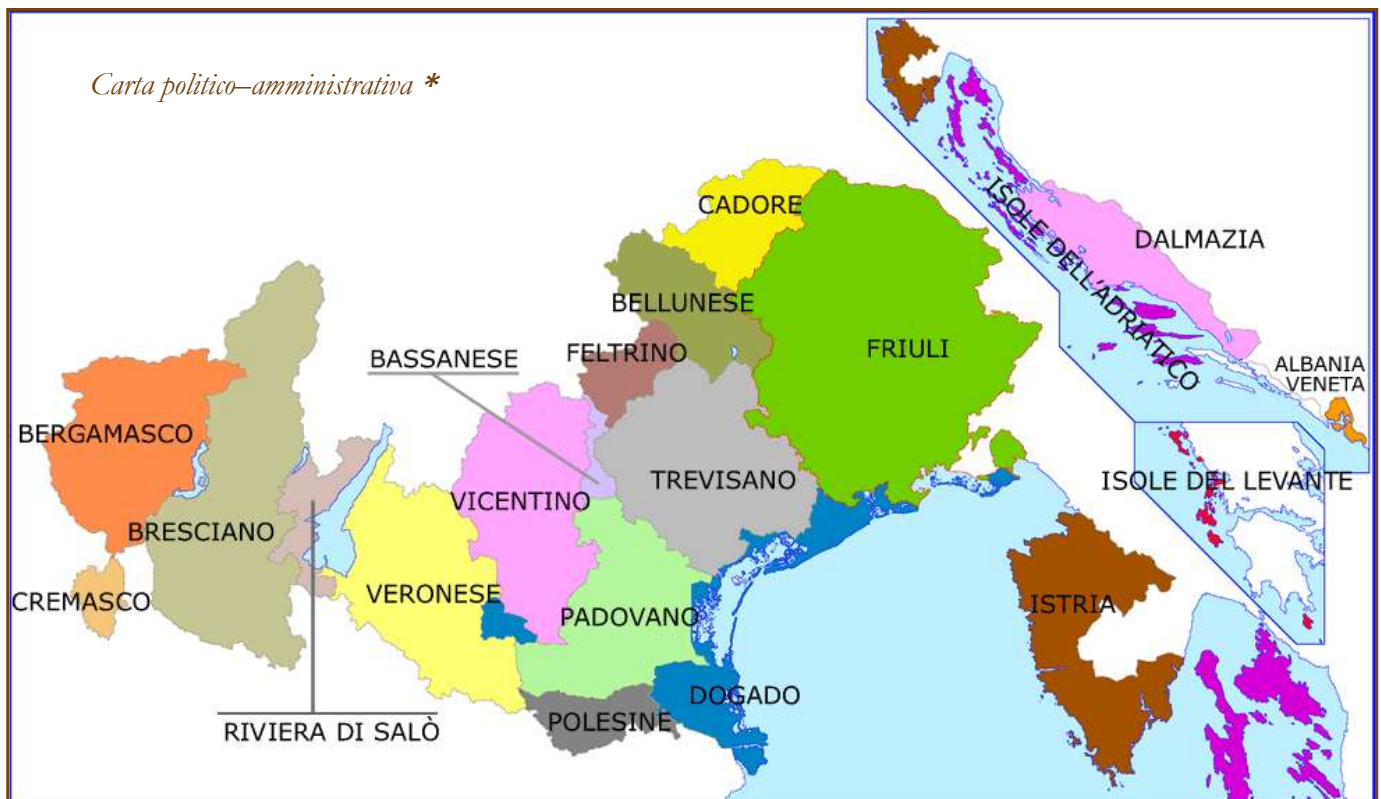 Carta politico–amministrativa *
CADORE
ISOLE DELL'ADRIATICO
DALMAZIA
BELLUNESE
FRIULI
BASSANESE
FELTRINO
ALBANIA
VENETA
BERGAMASCO
TREVISANO
ISOLE DEL LEVANTE
VICENTINO
BRESCIANO
VERONESE
CREMASCO
PADOVANO
ISTRIA
DOGADO
POLESINE
RIVIERA DI SALÒ